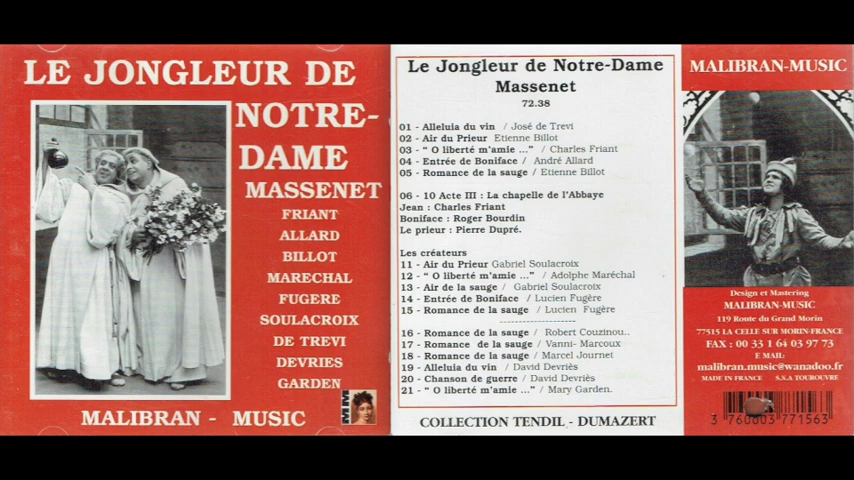 LE JONGLEUR DE
NOTRE-
DAME
MASSENET
FRIANT
ALLARD
BILLOT
MARECHAL
FUGERE
SOULACROIX
DE TREVI
DEVRIES
GARDEN
MM
MALIBRAN - MUSIC
Le Jongleur de Notre-Dame
Massenet
72.38
01 - Alleluia du vin / José de Trevi
02 - Air du Prieur Etienne Billot
03 - “ O liberté m'amie ...” / Charles Friant
04 - Entrée de Boniface / André Allard
05 - Romance de la sauge / Etienne Billot
06 - 10 Acte III : La chapelle de l'Abbaye
Jean : Charles Friant
Boniface : Roger Bourdin
Le prieur : Pierre Dupré.
Les créateurs
11 - Air du Prieur Gabriel Soulacroix
12 - “ O liberté m'amie ...” / Adolphe Maréchal
13 - Air de la sauge / Gabriel Soulacroix
14 - Entrée de Boniface / Lucien Fugère
15 - Romance de la sauge / Lucien Fugère
--------------------
16 - Romance de la sauge / Robert Couzinou..
17 - Romance de la sauge / Vanni- Marcoux
18 - Romance de la sauge / Marcel Journet
19 - Alleluia du vin / David Devriès
20 - Chanson de guerre / David Devriès
21 - “ O liberté m'amie ...” / Mary Garden.
COLLECTION TENDIL - DUMAZERT
MALIBRAN-MUSIC
Design et Mastering
MALIBRAN-MUSIC
119 Route du Grand Morin
77515 LA CELLE SUR MORIN-FRANCE
FAX : 00 33 1 64 03 97 73
E MAIL:
malibran.music@wanadoo.fr
MADE IN FRANCE S.S.A TOUROUVRE
3 760003 771563